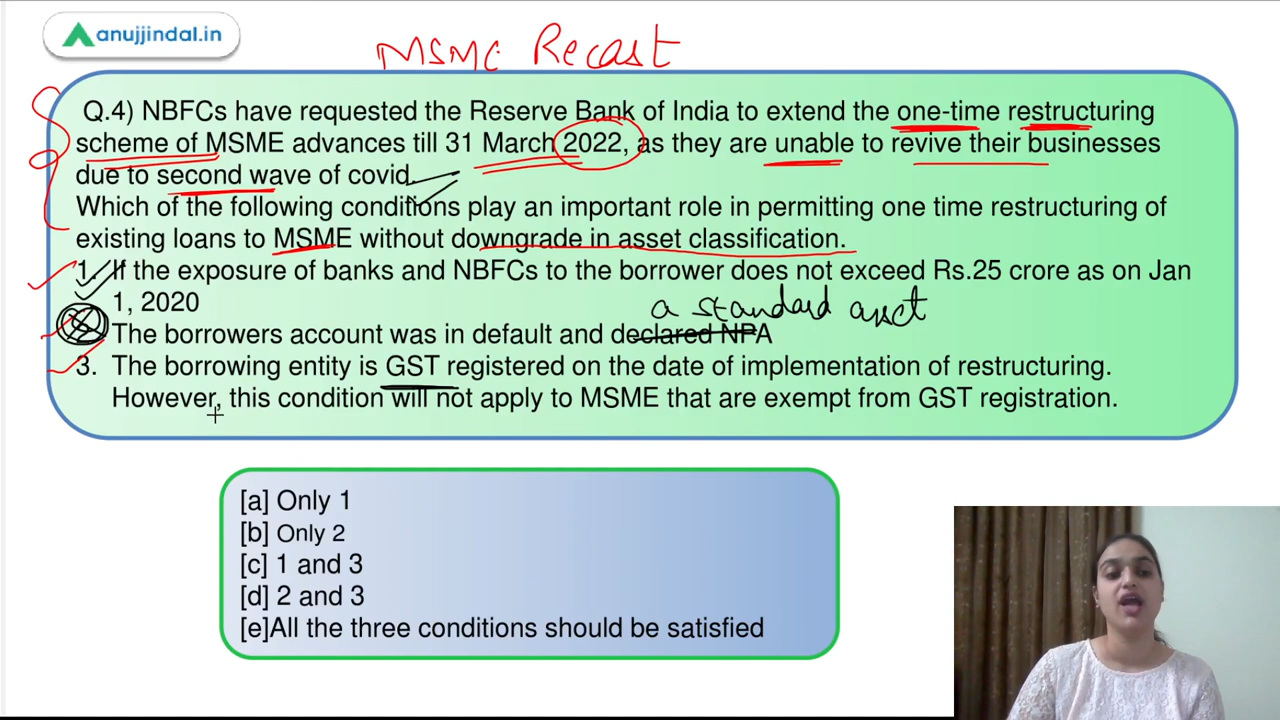 anujjindal.in
MSME Recast
Q.4) NBFCs have requested the Reserve Bank of India to extend the one-time restructuring
scheme of MSME advances till 31 March 2022, as they are unable to revive their businesses
due to second wave of covid.
Which of the following conditions play an important role in permitting one time restructuring of
existing loans to MSME without downgrade in asset classification.
1. If the exposure of banks and NBFCs to the borrower does not exceed Rs.25 crore as on Jan
1, 2020
a standard asset
The borrowers account was in default and declared NPA
3. The borrowing entity is GST registered on the date of implementation of restructuring.
However, this condition will not apply to MSME that are exempt from GST registration.
[a] Only 1
[b] Only 2
[c] 1 and 3
[d] 2 and 3
[e]All the three conditions should be satisfied